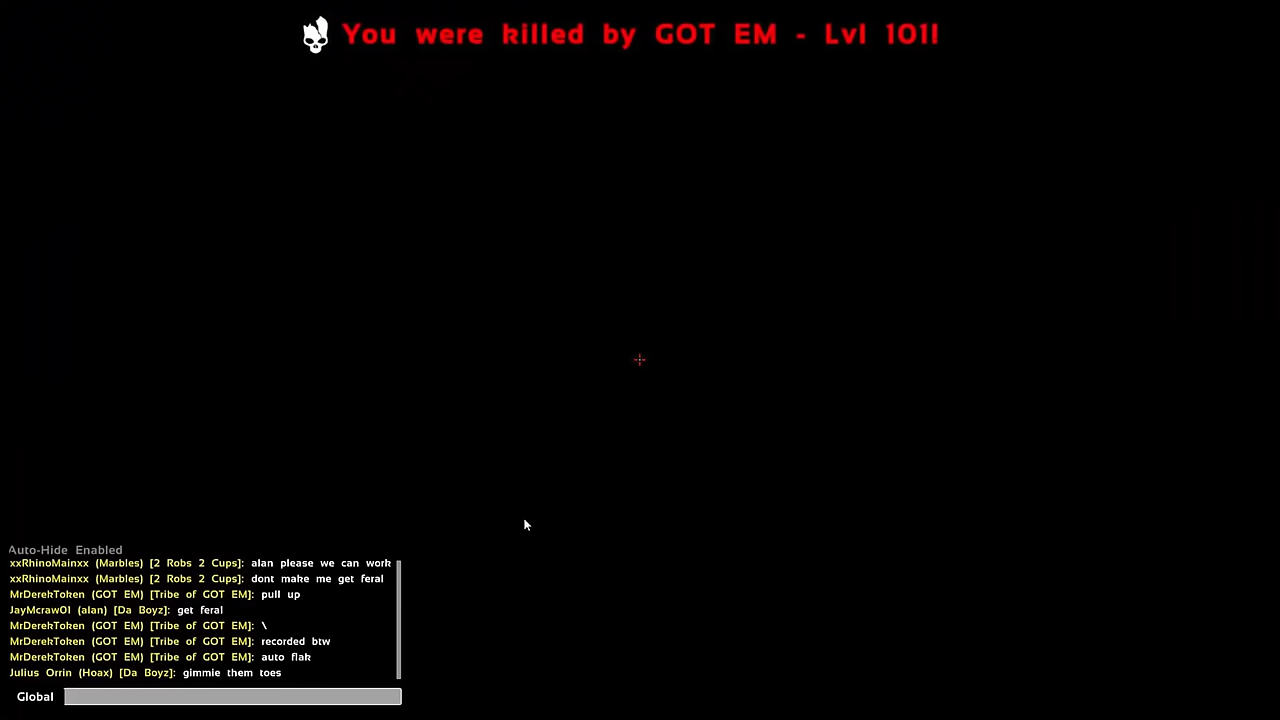 You were killed by GOT EM - Lvl 101!
Auto-Hide Enabled
xxRhinoMainxx (Marbles) [2 Robs 2 Cups]: alan please we can work
xxRhinoMainxx (Marbles) [2 Robs 2 Cups]: dont make me get feral
MrDerekToken (GOT EM) [Tribe of GOT EM]: pull up
JayMcraw01 (alan) [Da Boyz]: get feral
MrDerekToken (GOT EM) [Tribe of GOT EM]: \
MrDerekToken (GOT EM) [Tribe of GOT EM]: recorded btw
MrDerekToken (GOT EM) [Tribe of GOT EM]: auto flak
Julius Orrin (Hoax) [Da Boyz]: gimmie them toes
Global